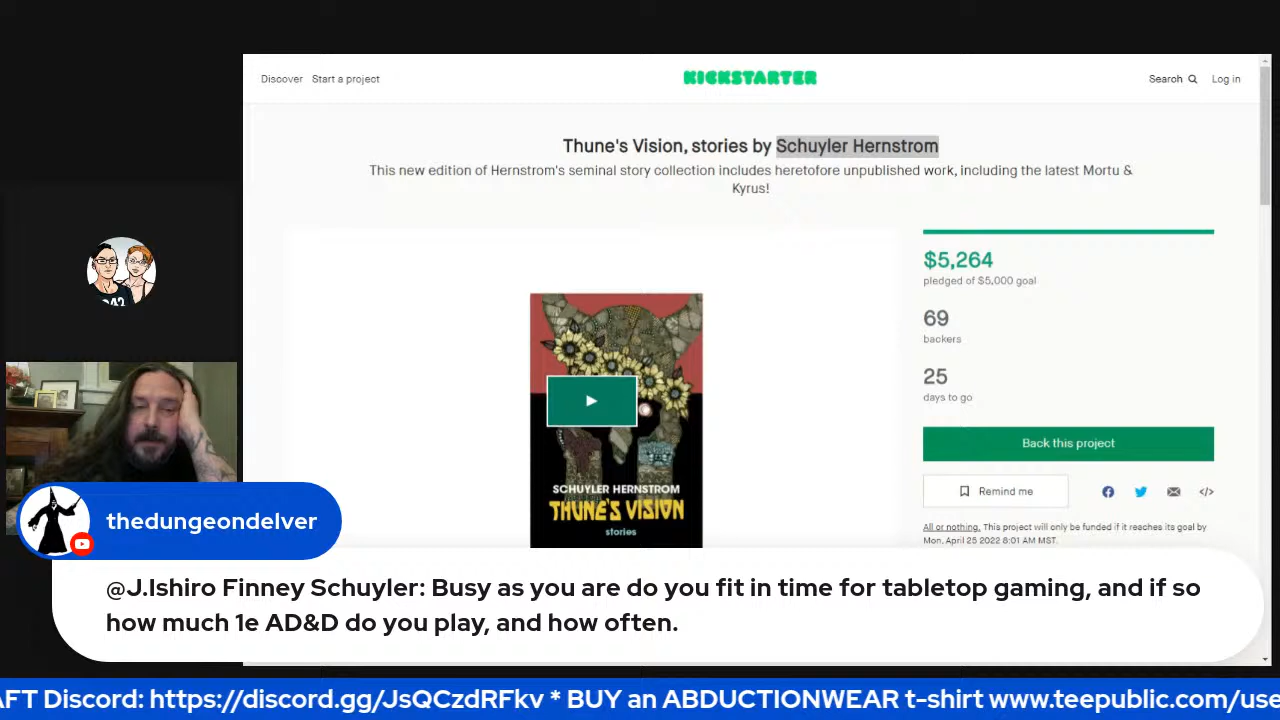 Discover Start a project
KICKSTARTER
Search Log in
Thune's Vision, stories by Schuyler Hernstrom
This new edition of Hernstrom's seminal story collection includes heretofore unpublished work, including the latest Mortu &
Kyrus!
$5,264
pledged of $5,000 goal
69
backers
25
days to go
Back this project
Remind me
All or nothing. This project will only be funded if it reaches its goal by
Mon, April 25 2022 8:01 AM MST.
SCHUYLER HERNSTROM
THUNE'S VISION
stories
thedungeondelver
@J.Ishiro Finney Schuyler: Busy as you are do you fit in time for tabletop gaming, and if so
how much 1e AD&D do you play, and how often.
AFT Discord: https://discord.gg/JsQCzdRFkv * BUY an ABDUCTIONWEAR t-shirt www.teepublic.com/use